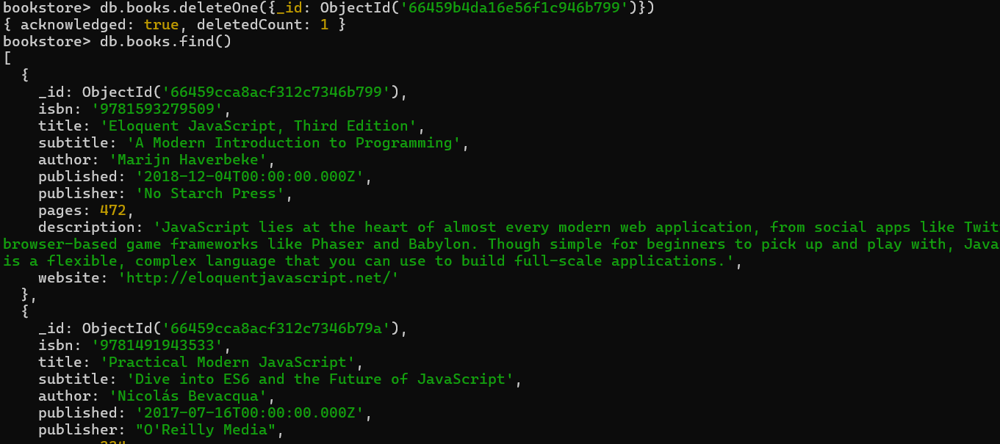 bookstore> db.books.deleteOne({_id: ObjectId('66459b4da16e56f1c946b799')})
{ acknowledged: true, deletedCount: 1 }
bookstore> db.books.find()
[
  {
    _id: ObjectId('66459cca8acf312c7346b799'),
    isbn: '9781593279509',
    title: 'Eloquent JavaScript, Third Edition',
    subtitle: 'A Modern Introduction to Programming',
    author: 'Marijn Haverbeke',
    published: '2018-12-04T00:00:00.000Z',
    publisher: 'No Starch Press',
    pages: 472,
    description: 'JavaScript lies at the heart of almost every modern web application, from social apps like Twit
browser-based game frameworks like Phaser and Babylon. Though simple for beginners to pick up and play with, Java
is a flexible, complex language that you can use to build full-scale applications.',
    website: 'http://eloquentjavascript.net/'
  },
  {
    _id: ObjectId('66459cca8acf312c7346b79a'),
    isbn: '9781491943533',
    title: 'Practical Modern JavaScript',
    subtitle: 'Dive into ES6 and the Future of JavaScript',
    author: 'Nicolás Bevacqua',
    published: '2017-07-16T00:00:00.000Z',
    publisher: "O'Reilly Media",